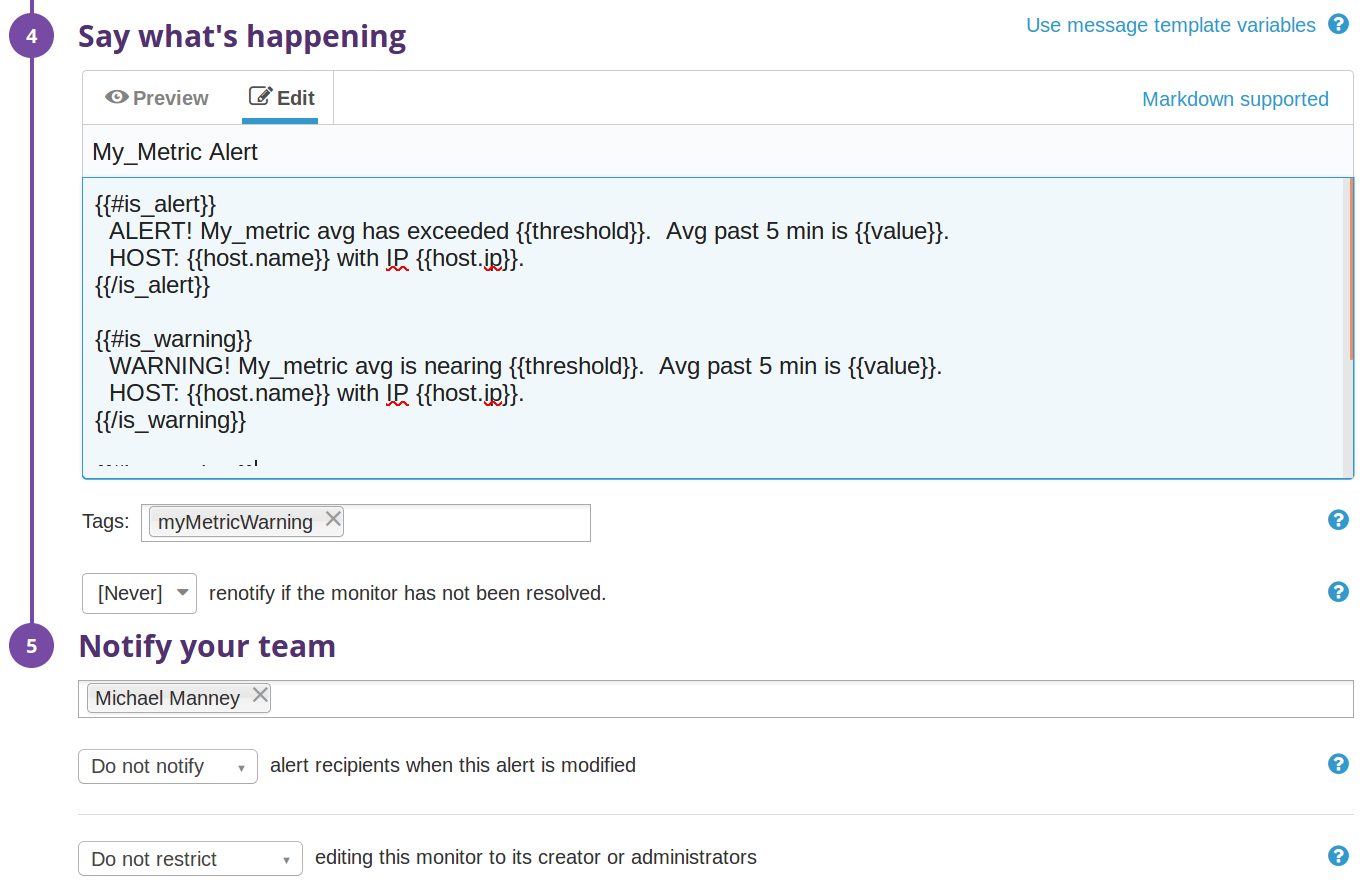 4
Say what's happening
Use message template variables
Preview
Edit
Markdown supported
My_Metric Alert
{{#is_alert}}
ALERT! My_metric avg has exceeded {{threshold}}.  Avg past 5 min is {{value}}.
HOST: {{host.name}} with IP {{host.ip}}.
{{/is_alert}}
{{#is_warning}}
WARNING! My_metric avg is nearing {{threshold}}.  Avg past 5 min is {{value}}.
HOST: {{host.name}} with IP {{host.ip}}.
{{/is_warning}}
Tags:
myMetricWarning
[Never]
renotify if the monitor has not been resolved.
5
Notify your team
Michael Manney
Do not notify
alert recipients when this alert is modified
Do not restrict
editing this monitor to its creator or administrators